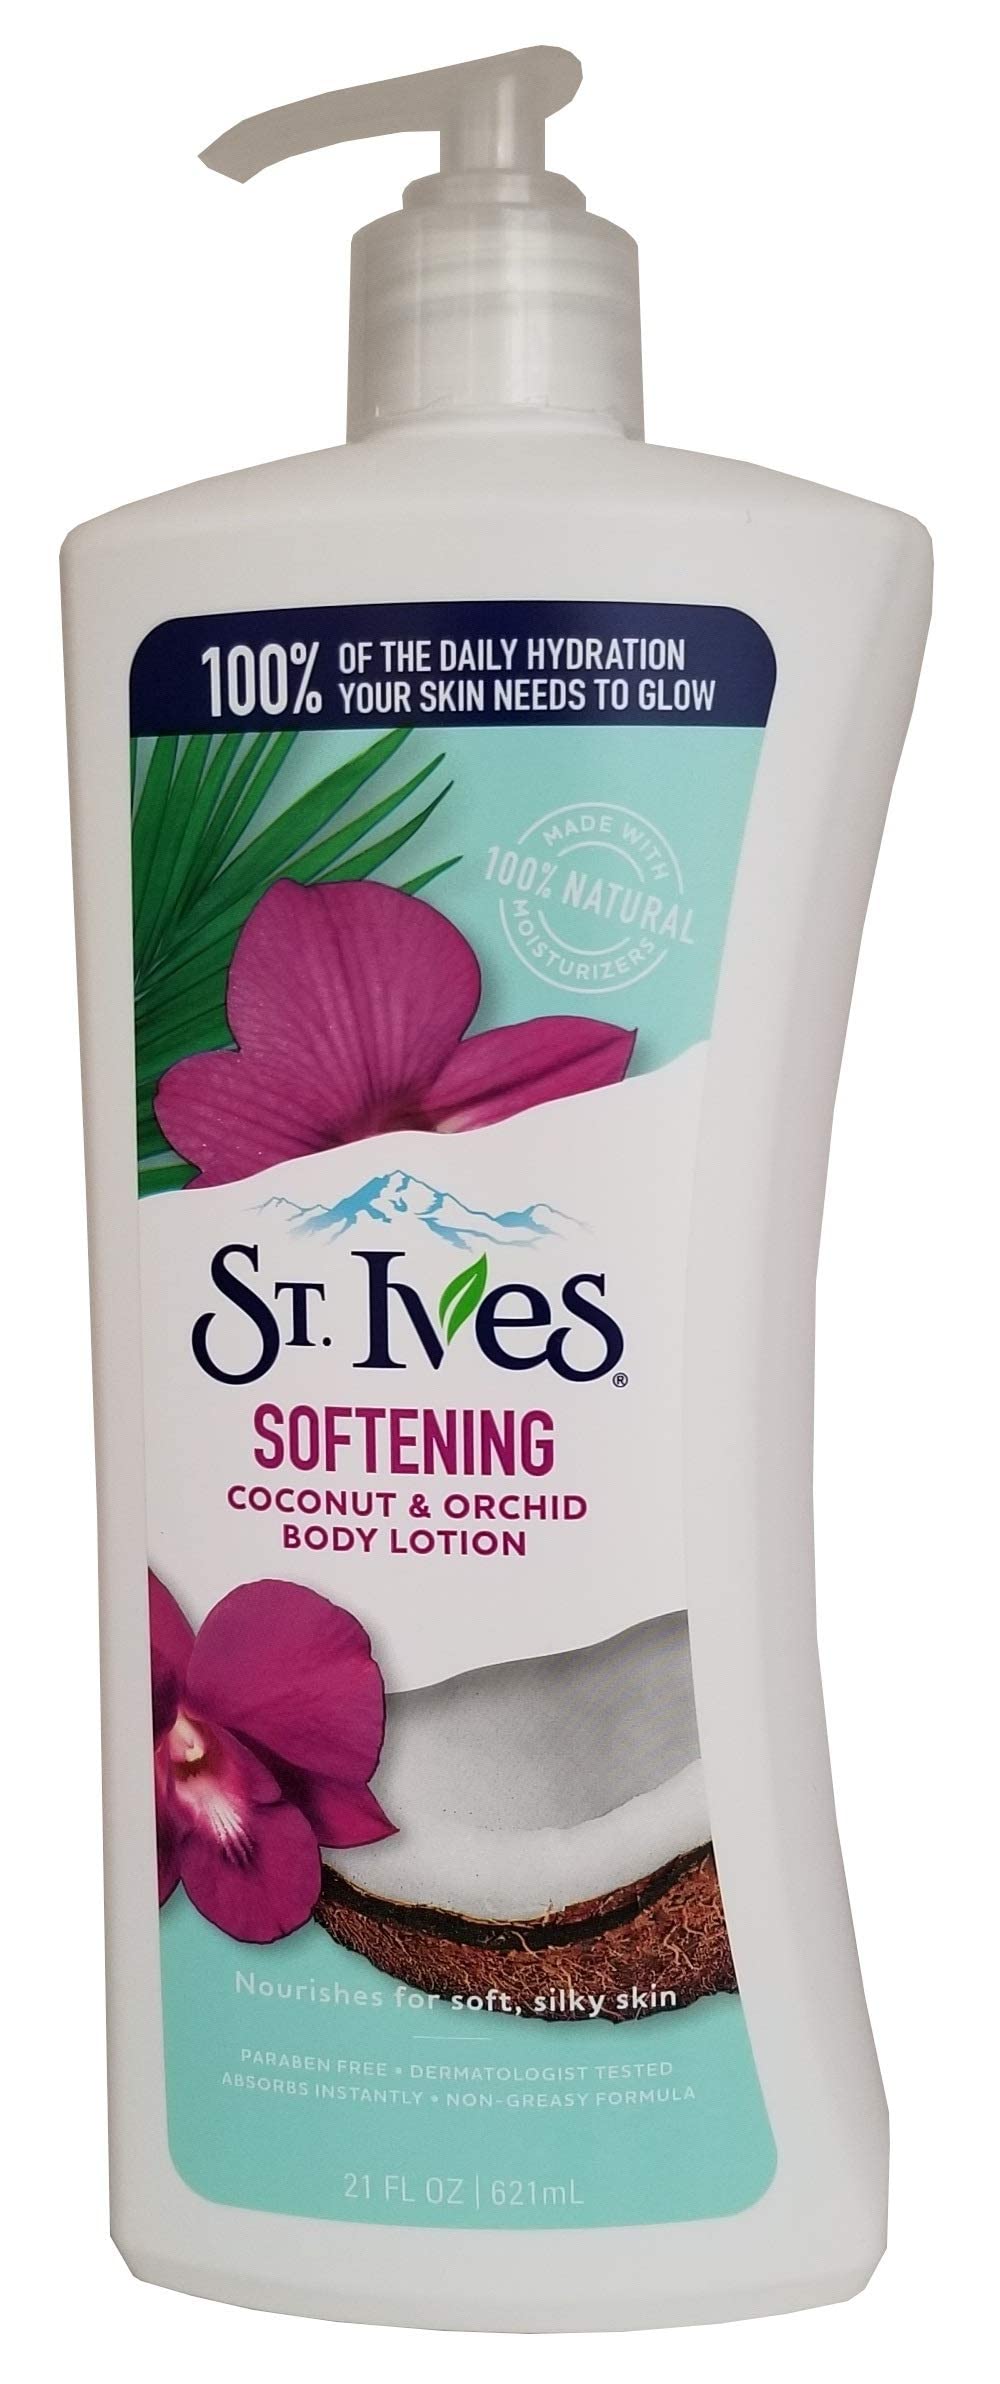 100% OF THE DAILY HYDRATION
YOUR SKIN NEEDS TO GLOW
MADE WITH
100% NATURAL
MOISTURIZERS
ST. IVES®
SOFTENING
COCONUT & ORCHID
BODY LOTION
Nourishes for soft, silky skin
PARABEN FREE • DERMATOLOGIST TESTED
ABSORBS INSTANTLY • NON-GREASY FORMULA
21 FL OZ | 621mL